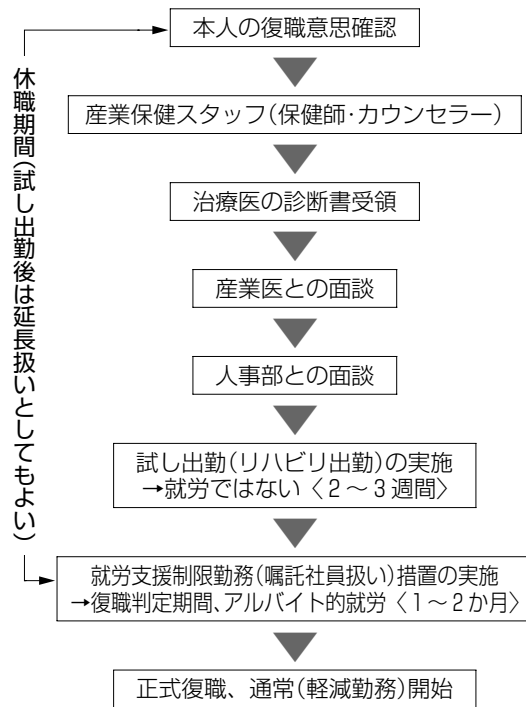 本人の復職意思確認
産業保健スタッフ(保健師・カウンセラー)
治療医の診断書受領
産業医との面談
人事部との面談
試し出勤(リハビリ出勤)の実施
→就労ではない〈2～3週間〉
就労支援制限勤務(嘱託社員扱い)措置の実施
→復職判定期間、アルバイト的就労〈1～2か月〉
正式復職、通常(軽減勤務)開始
休職期間(試し出勤後は延長扱いとしてもよい)